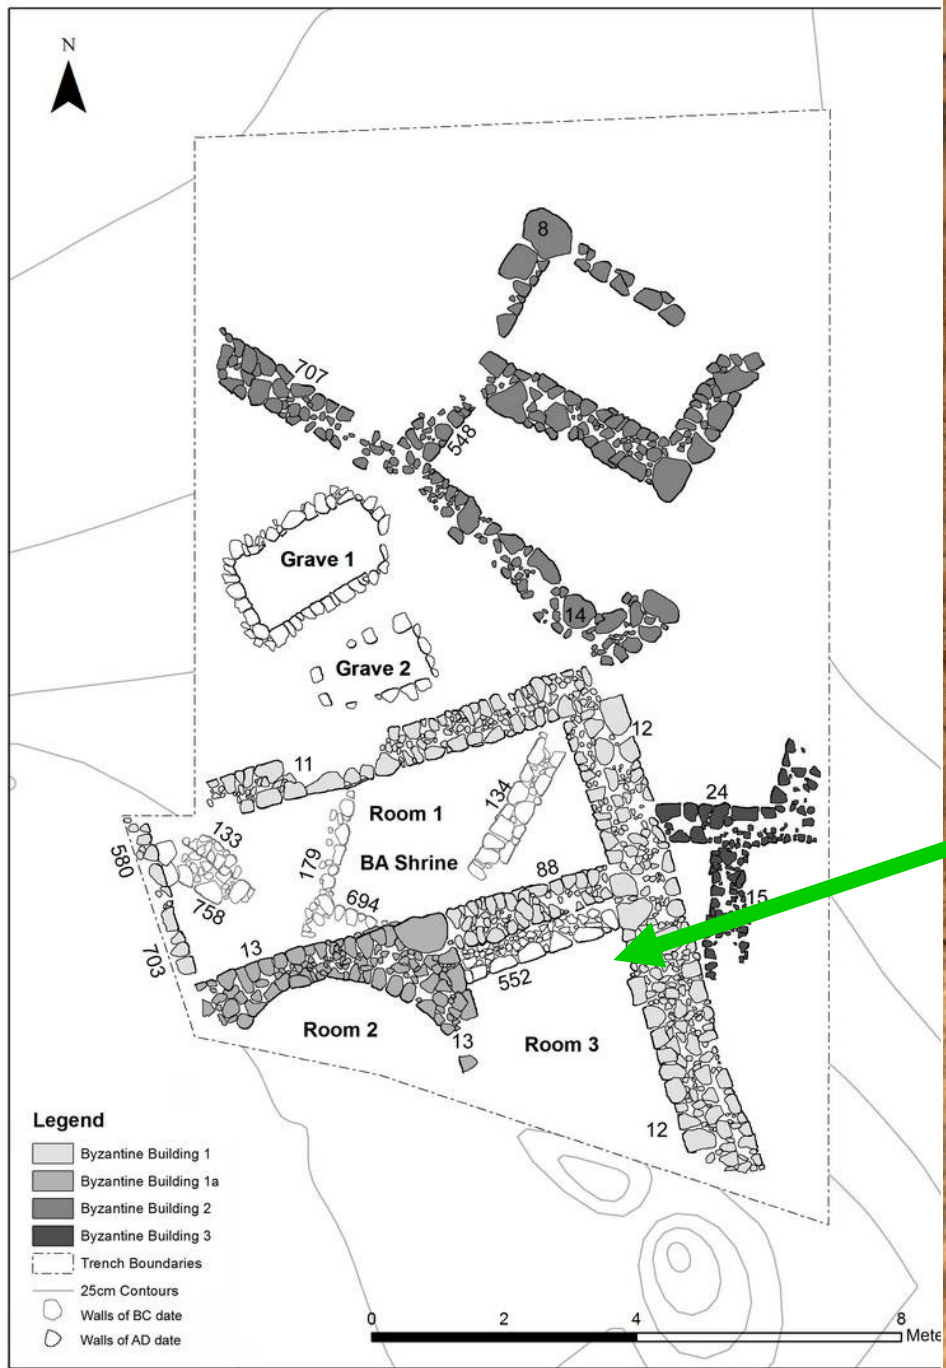 N
8
707
548
Grave 1
14
Grave 2
12
11
24
Room 1
134
133
179
BA Shrine
88
580
15
758
694
703
13
552
Room 2
13
Room 3
12
Legend
Byzantine Building 1
Byzantine Building 1a
Byzantine Building 2
Byzantine Building 3
Trench Boundaries
25cm Contours
Walls of BC date
Walls of AD date
0 2 4 8
Mete